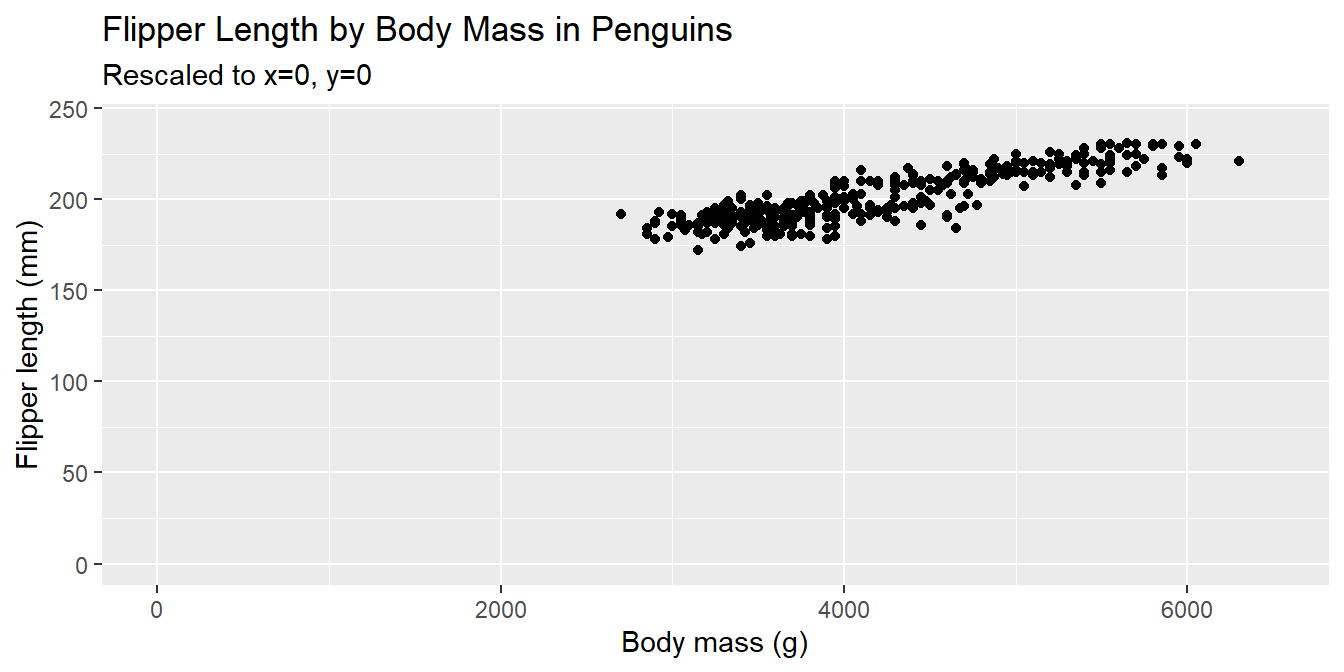 Flipper Length by Body Mass in Penguins
Rescaled to x=0, y=0
250
200
150
100
50
0
Flipper length (mm)
0 2000 4000 6000
Body mass (g)